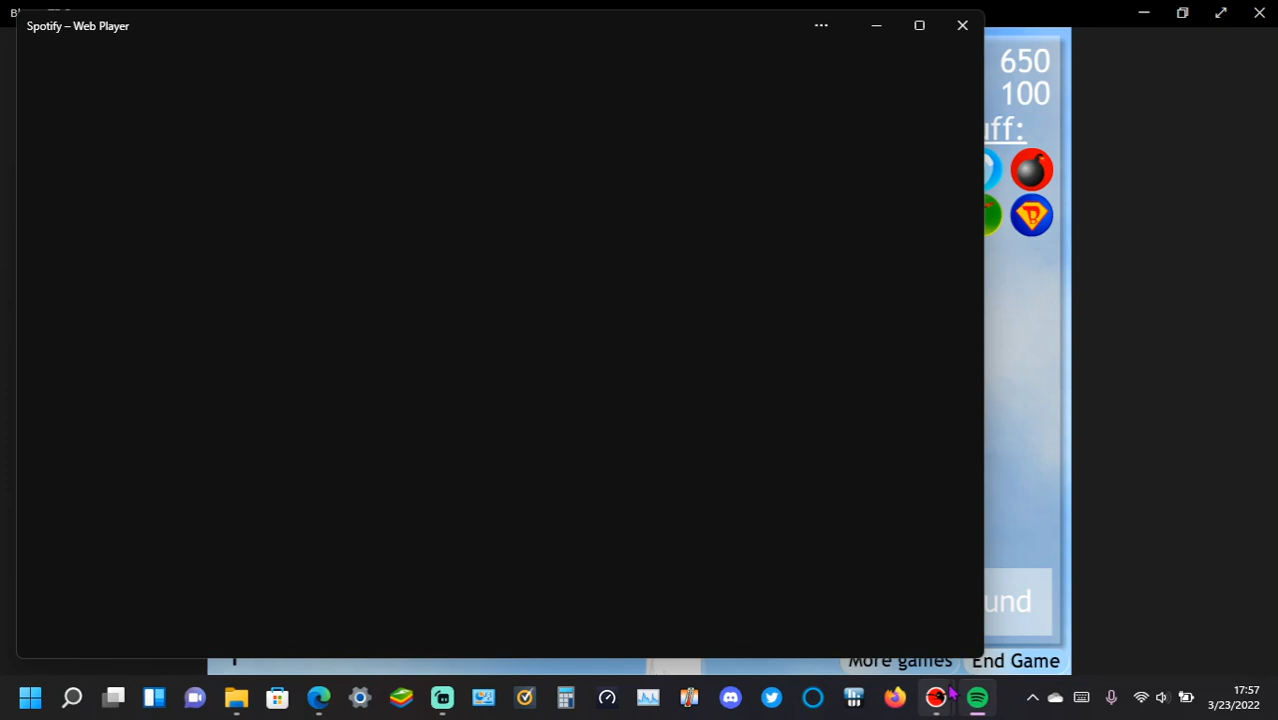 Spotify – Web Player
650
100
uff:
und
More games
End Game
17:57
3/23/2022